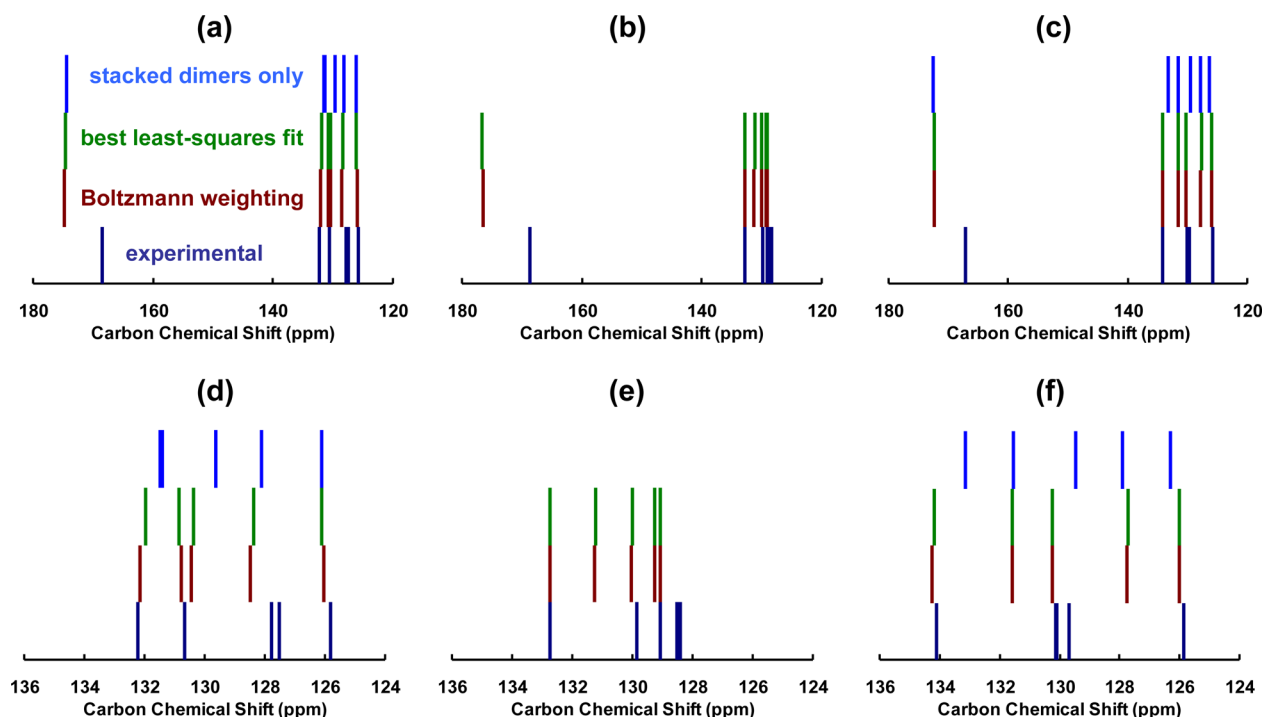 (a) (b) (c)
stacked dimers only
best least-squares fit
Boltzmann weighting
experimental
180 160 140 120 180 160 140 120 180 160 140 120
Carbon Chemical Shift (ppm) Carbon Chemical Shift (ppm) Carbon Chemical Shift (ppm)
(d) (e) (f)
136 134 132 130 128 126 124 136 134 132 130 128 126 124 136 134 132 130 128 126 124
Carbon Chemical Shift (ppm) Carbon Chemical Shift (ppm) Carbon Chemical Shift (ppm)